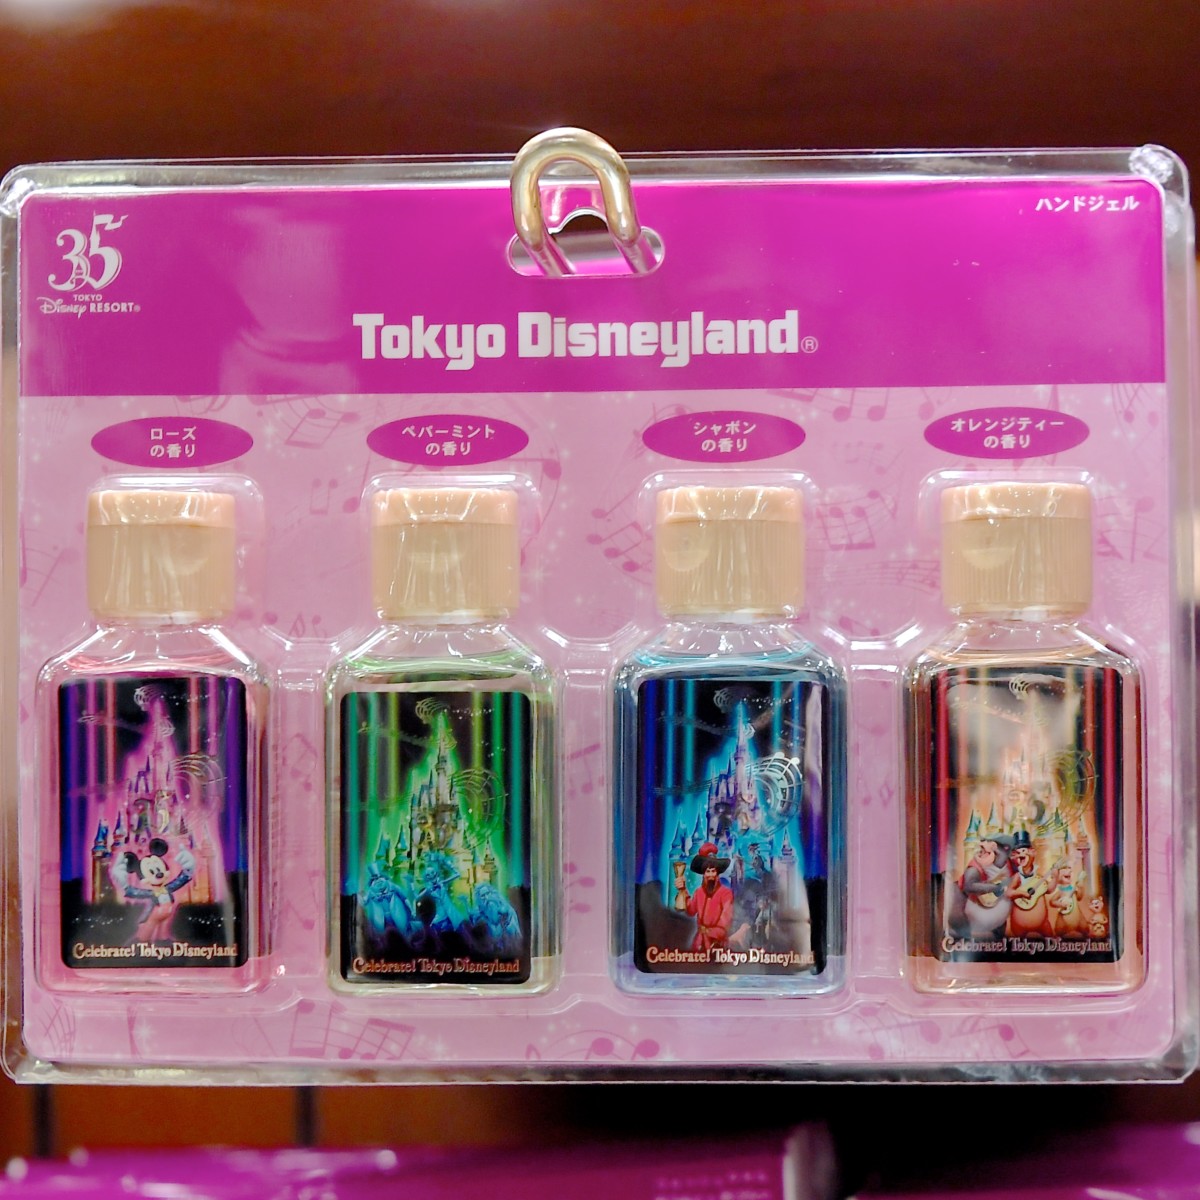 ハンドジェル
35
TOKYO
Disney RESORT®
Tokyo Disneyland®
ローズ
の香り
ペパーミント
の香り
シャボン
の香り
オレンジティー
の香り
Celebrate! Tokyo Disneyland
Celebrate! Tokyo Disneyland
Celebrate! Tokyo Disneyland
Celebrate! Tokyo Disneyland